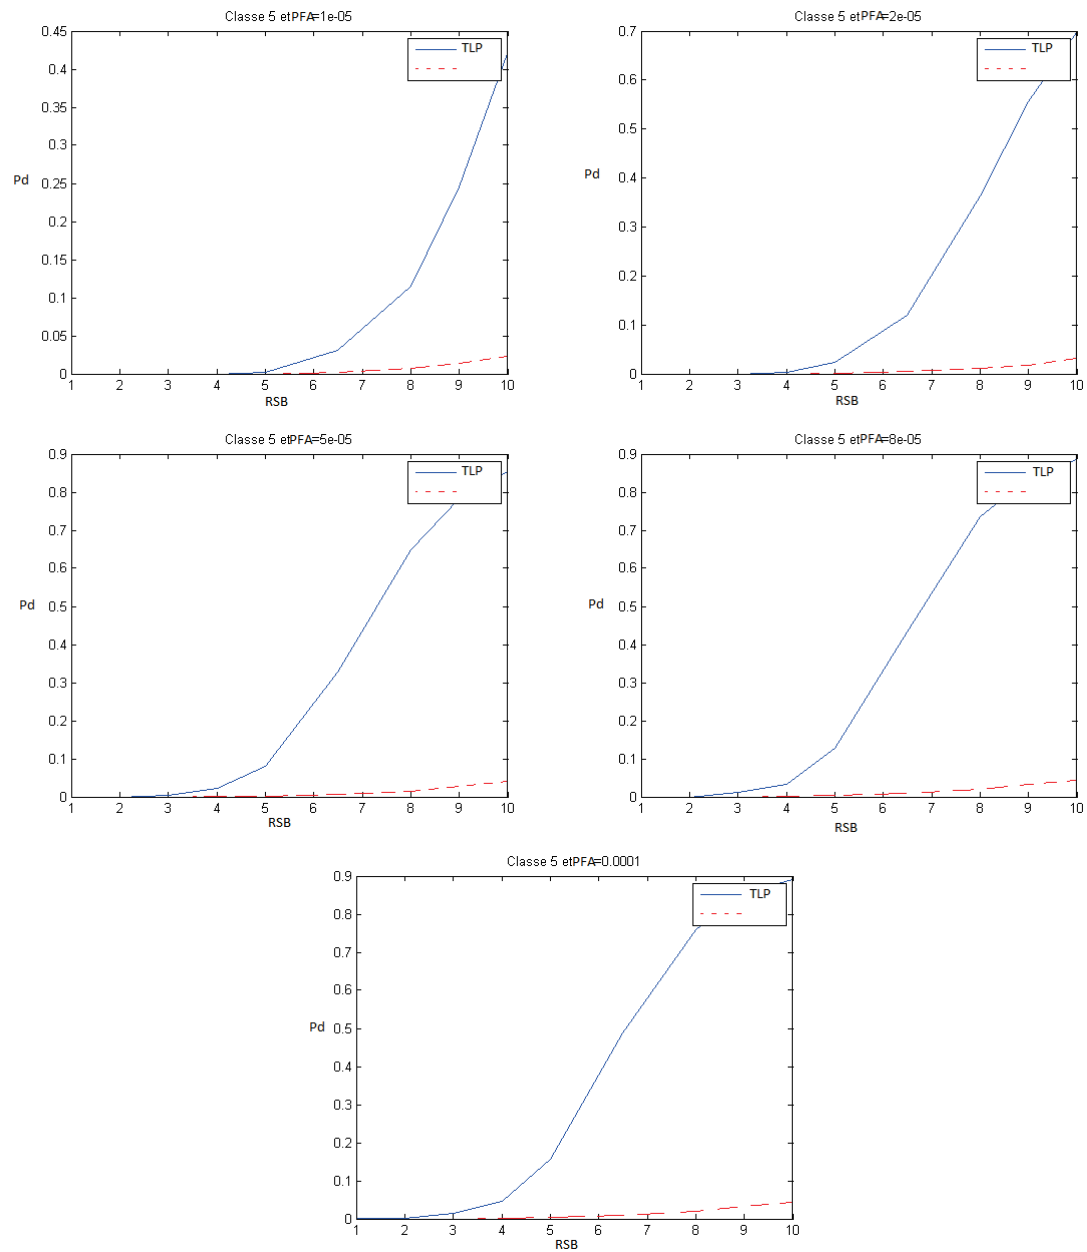 Classe 5 etPFA=1e-05
0.45
0.4
0.35
0.3
0.25
0.2
0.15
0.1
0.05
0
Pd
TLP
1 2 3 4 5 6 7 8 9 10
RSB
Classe 5 etPFA=2e-05
0.7
0.6
0.5
0.4
0.3
0.2
0.1
0
Pd
TLP
1 2 3 4 5 6 7 8 9 10
RSB
Classe 5 etPFA=5e-05
0.9
0.8
0.7
0.6
0.5
0.4
0.3
0.2
0.1
0
Pd
TLP
1 2 3 4 5 6 7 8 9 10
RSB
Classe 5 etPFA=8e-05
0.9
0.8
0.7
0.6
0.5
0.4
0.3
0.2
0.1
0
Pd
TLP
1 2 3 4 5 6 7 8 9 10
RSB
Classe 5 etPFA=0.0001
0.9
0.8
0.7
0.6
0.5
0.4
0.3
0.2
0.1
0
Pd
TLP
1 2 3 4 5 6 7 8 9 10
RSB